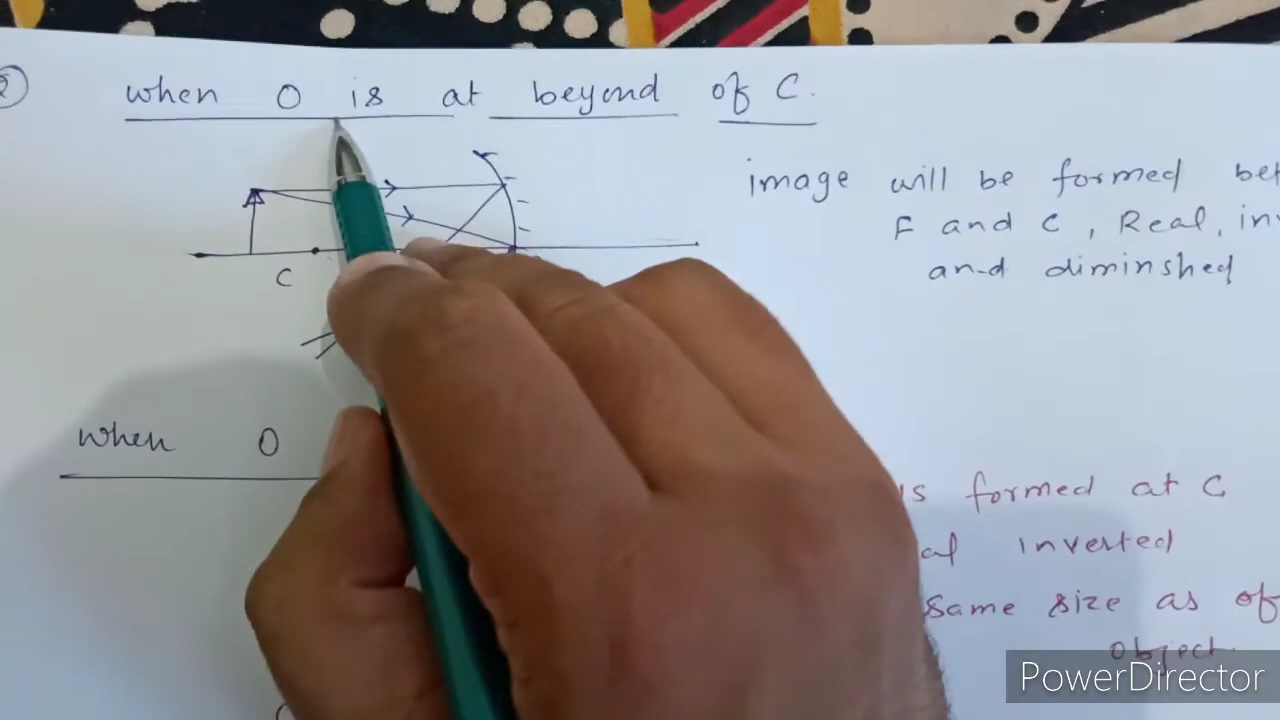 2
when O is at beyond of C.
image will be formed bet
F and C, Real, in
and diminshed
C
when O
is formed at C
al inverted
same size as of
object
PowerDirector